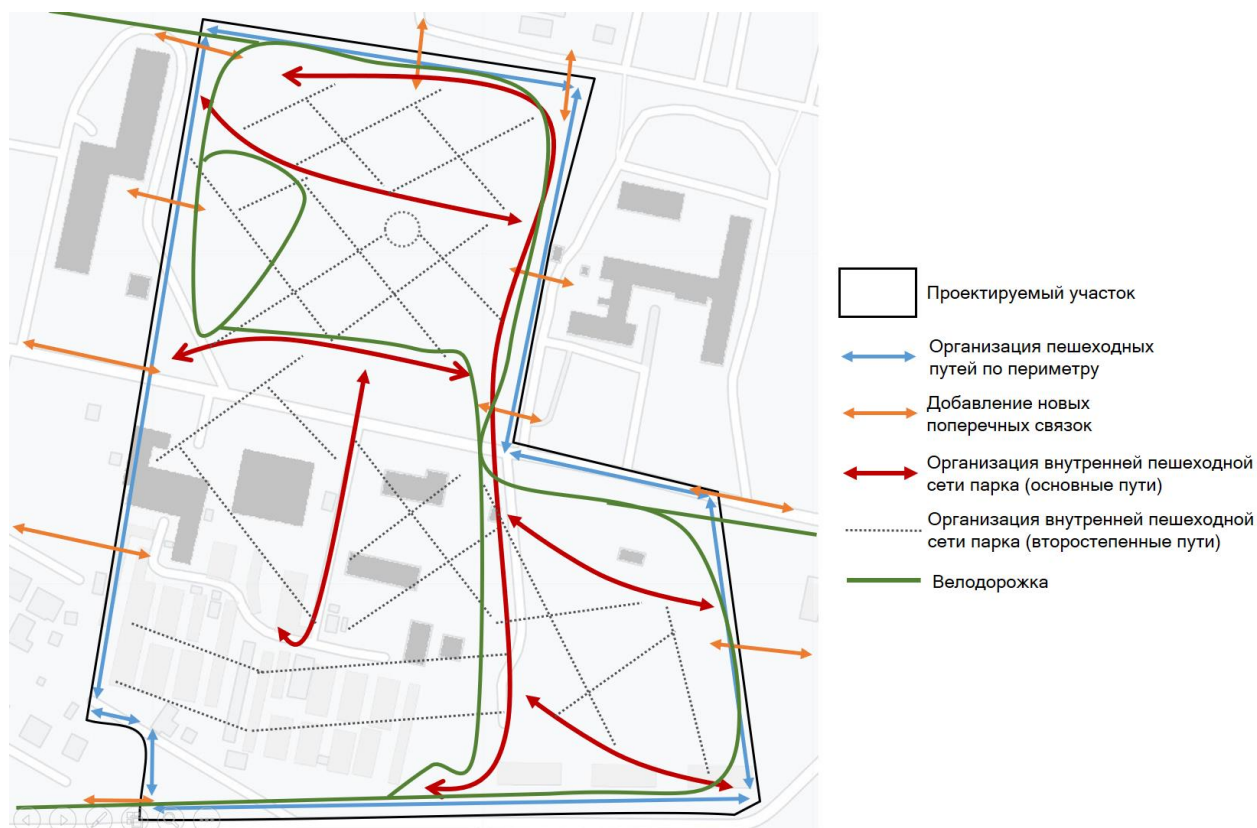 Проектируемый участок
Организация пешеходных
путей по периметру
Добавление новых
поперечных связок
Организация внутренней пешеходной
сети парка (основные пути)
Организация внутренней пешеходной
сети парка (второстепенные пути)
Велодорожка